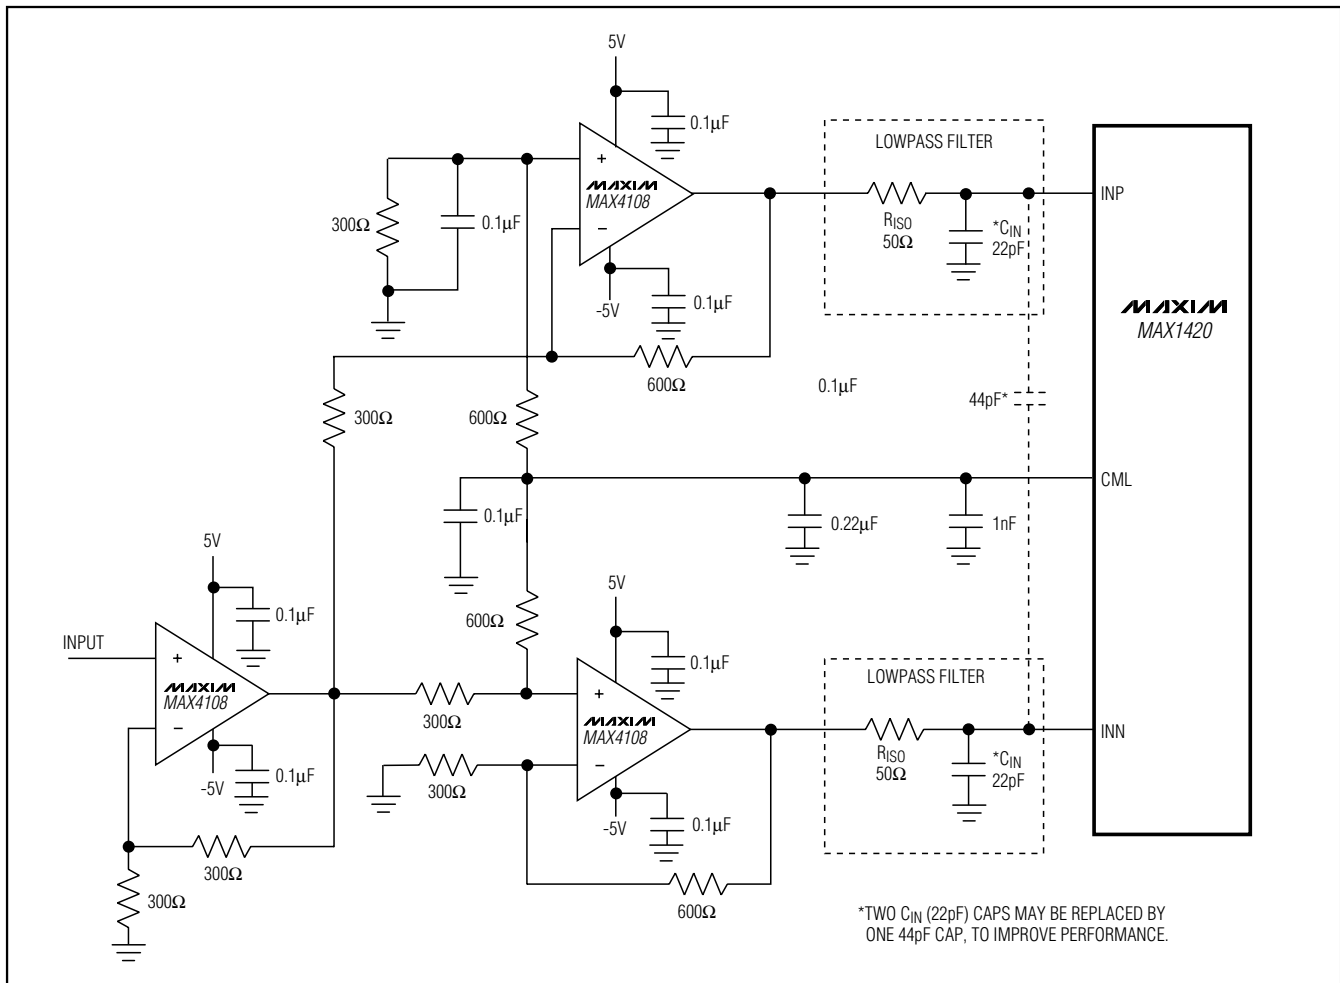 5V
0.1µF
LOWPASS FILTER
MAXIM
MAX4108
+
−
300Ω
0.1µF
RISO
50Ω
*CIN
22pF
INP
-5V
0.1µF
MAXIM
MAX1420
600Ω
0.1µF
44pF*
300Ω
600Ω
CML
0.1µF
0.22µF
1nF
5V
0.1µF
600Ω
5V
0.1µF
INPUT
+
−
MAXIM
MAX4108
-5V
0.1µF
300Ω
300Ω
+
−
MAXIM
MAX4108
-5V
0.1µF
LOWPASS FILTER
RISO
50Ω
*CIN
22pF
INN
300Ω
300Ω
600Ω
*TWO CIN (22pF) CAPS MAY BE REPLACED BY
ONE 44pF CAP, TO IMPROVE PERFORMANCE.